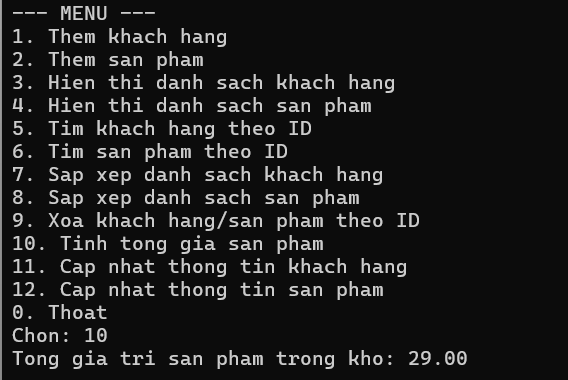 --- MENU ---
1. Them khach hang
2. Them san pham
3. Hien thi danh sach khach hang
4. Hien thi danh sach san pham
5. Tim khach hang theo ID
6. Tim san pham theo ID
7. Sap xep danh sach khach hang
8. Sap xep danh sach san pham
9. Xoa khach hang/san pham theo ID
10. Tinh tong gia san pham
11. Cap nhat thong tin khach hang
12. Cap nhat thong tin san pham
0. Thoat
Chon: 10
Tong gia tri san pham trong kho: 29.00